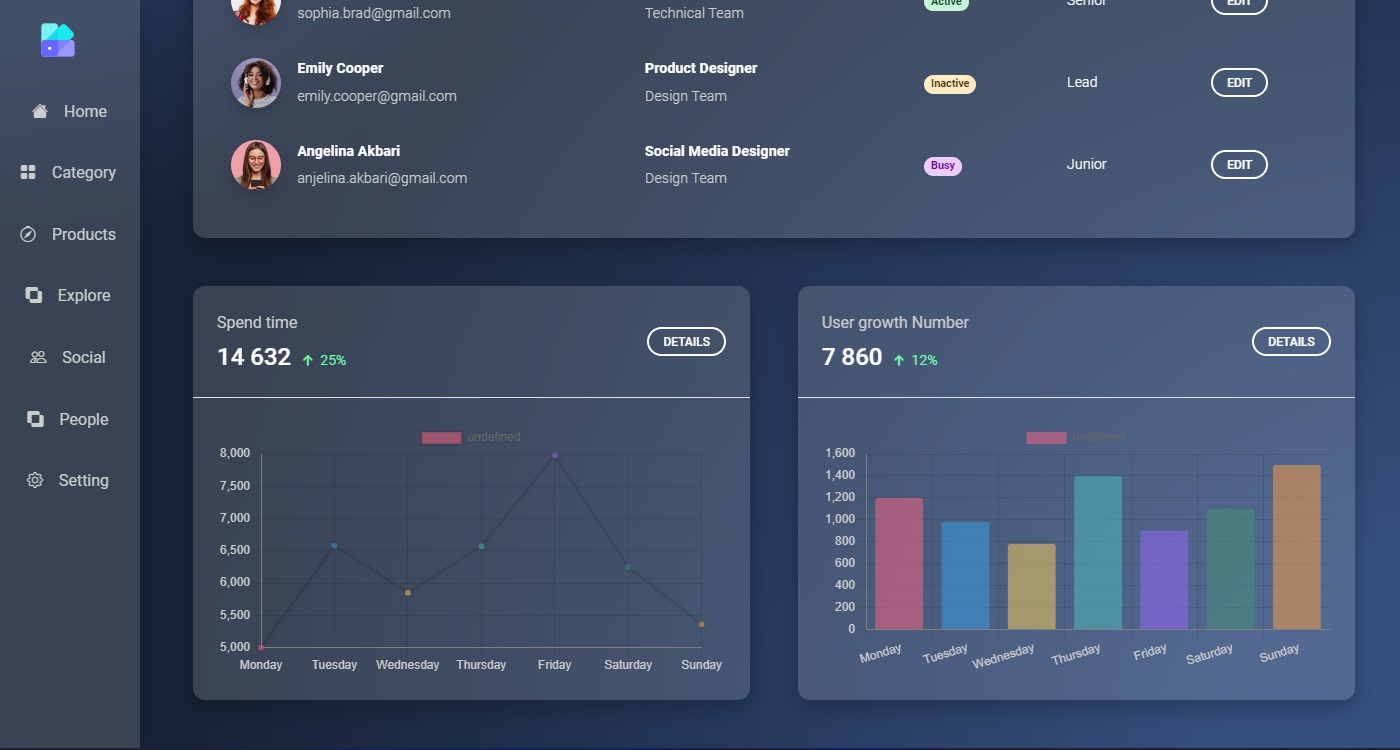 sophia.brad@gmail.com
Technical Team
Active
Senior
EDIT
Home
Category
Products
Explore
Social
People
Setting
Emily Cooper
emily.cooper@gmail.com
Product Designer
Design Team
Inactive
Lead
EDIT
Angelina Akbari
anjelina.akbari@gmail.com
Social Media Designer
Design Team
Busy
Junior
EDIT
Spend time
14 632 25%
DETAILS
undefined
8,000
7,500
7,000
6,500
6,000
5,500
5,000
Monday Tuesday Wednesday Thursday Friday Saturday Sunday
User growth Number
7 860 12%
DETAILS
undefined
1,600
1,400
1,200
1,000
800
600
400
200
0
Monday Tuesday Wednesday Thursday Friday Saturday Sunday